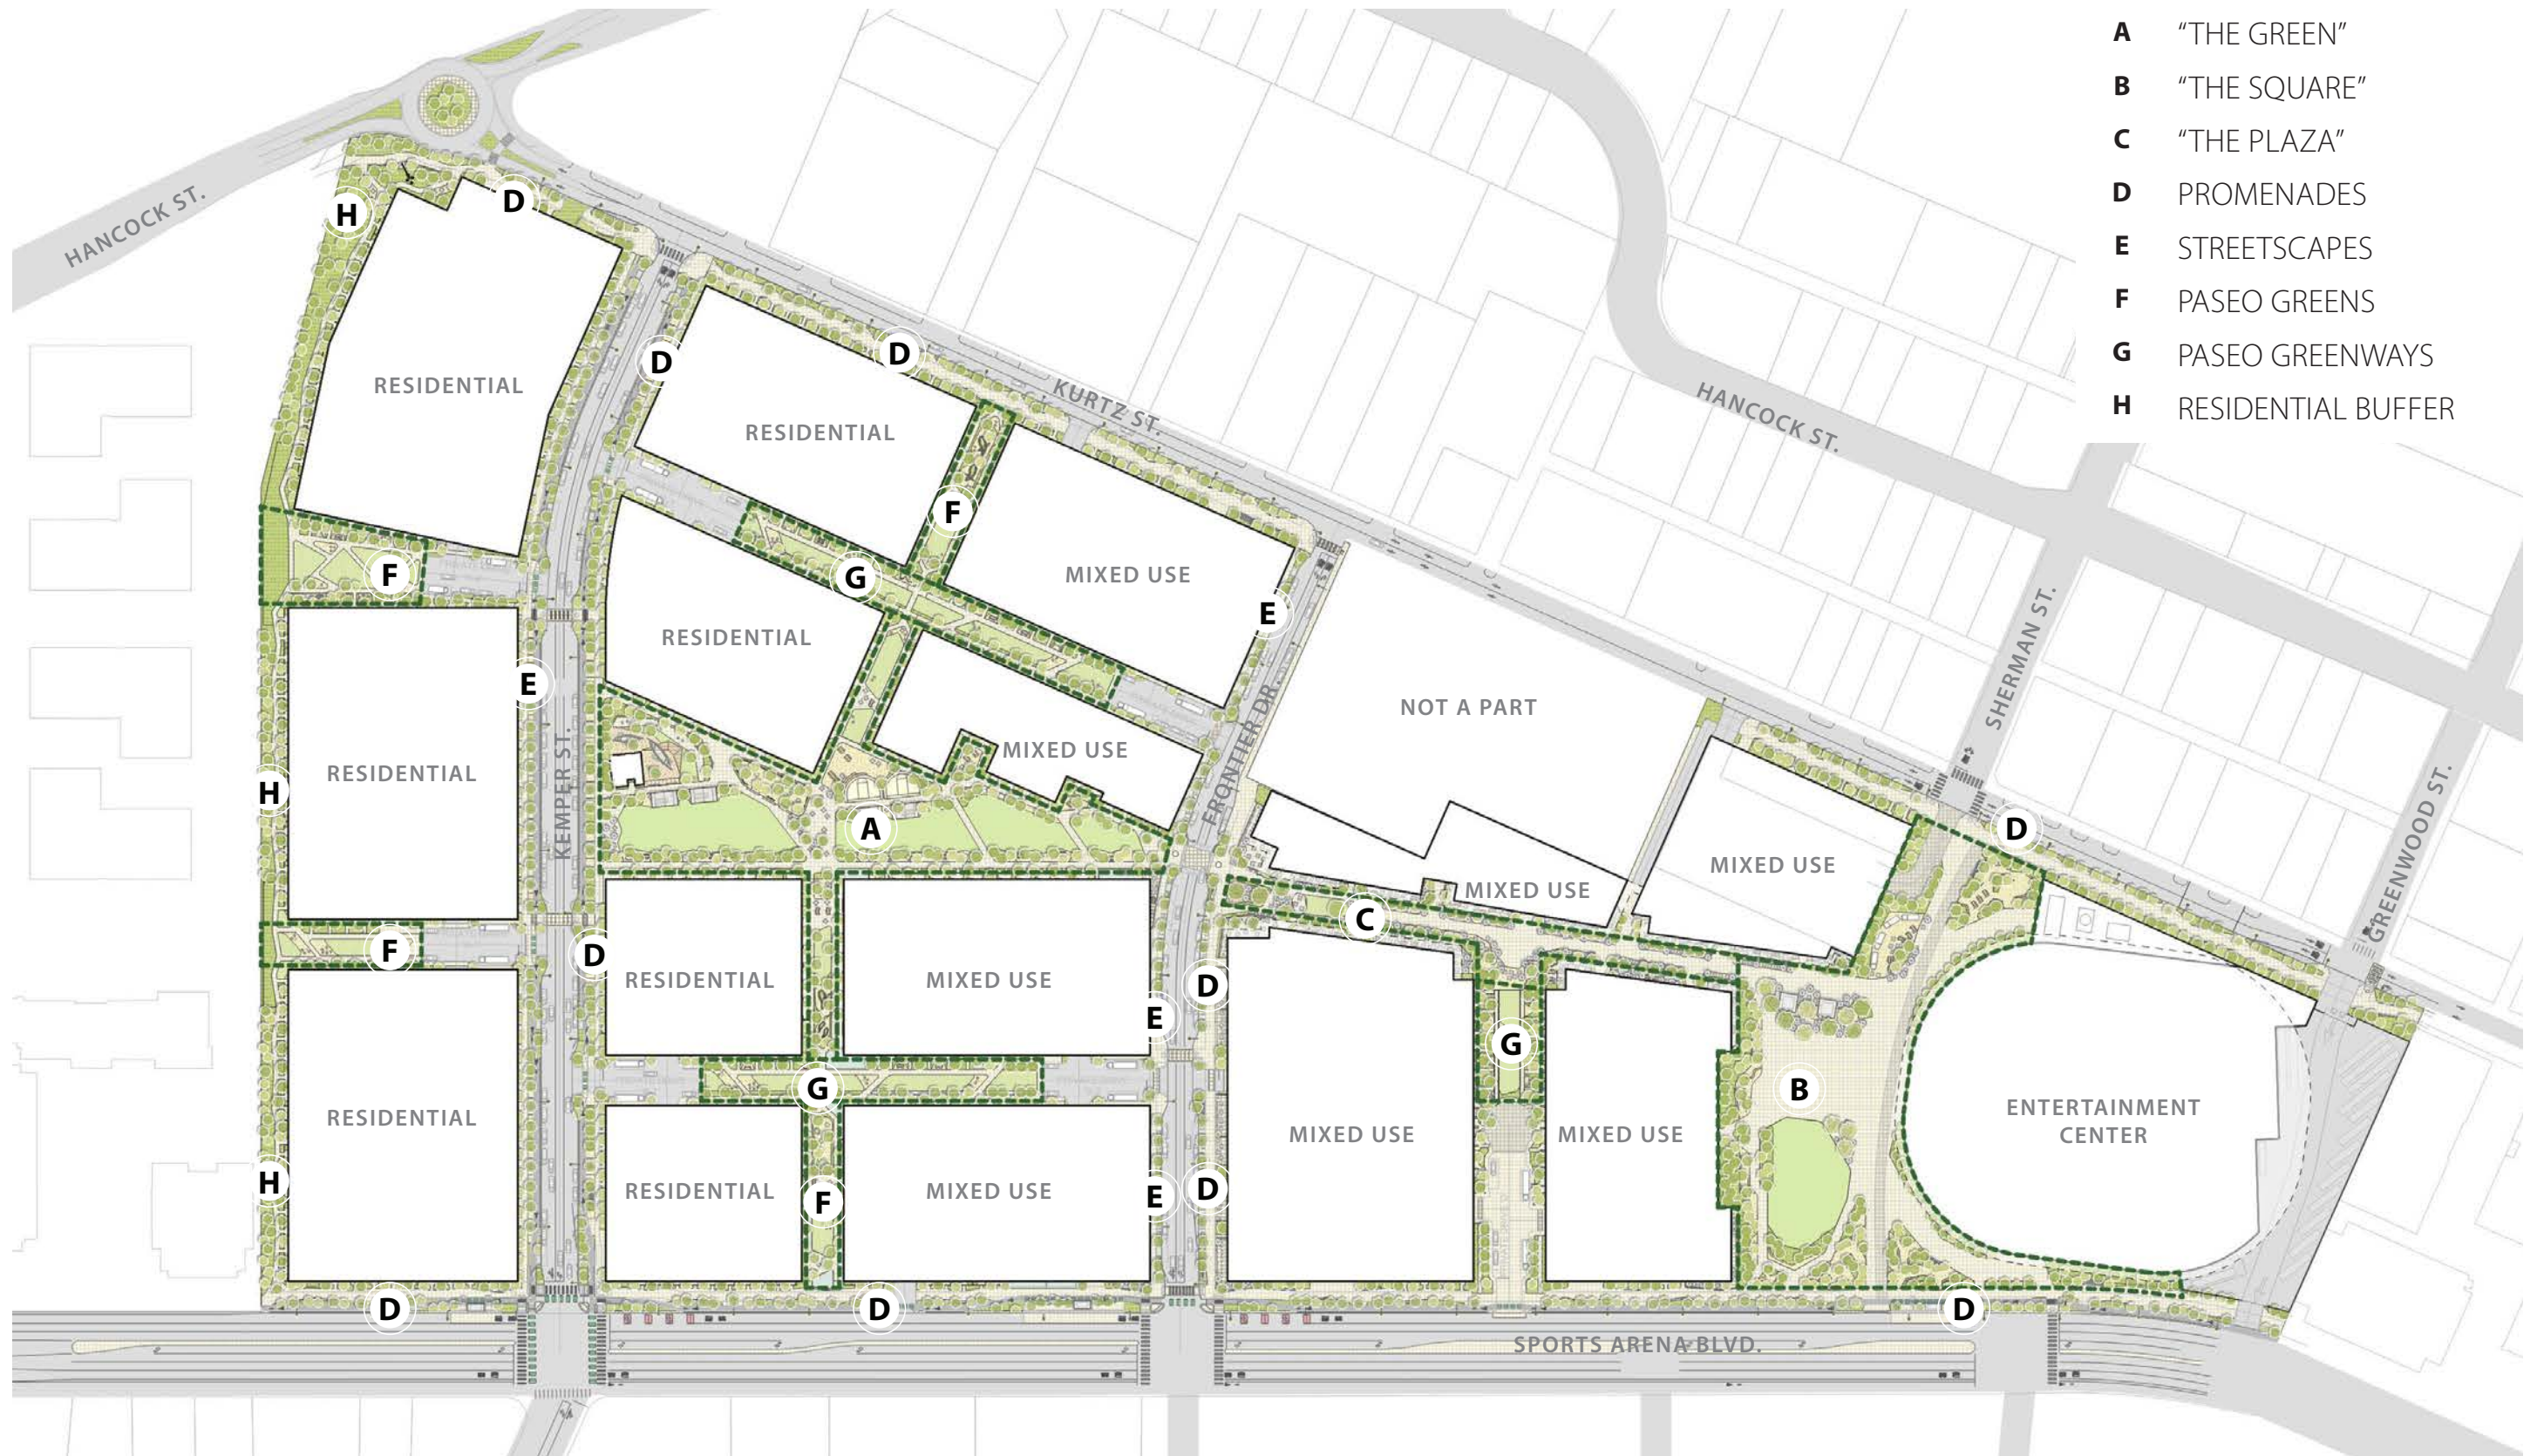 A “THE GREEN”
B “THE SQUARE”
C “THE PLAZA”
D PROMENADES
E STREETSCAPES
F PASEO GREENS
G PASEO GREENWAYS
H RESIDENTIAL BUFFER
HANCOCK ST.
H
D
RESIDENTIAL
D
D
KURTZ ST.
RESIDENTIAL
HANCOCK ST.
F
F
G
MIXED USE
E
RESIDENTIAL
E
NOT A PART
SHERMAN ST.
FRONTIER DR.
MIXED USE
RESIDENTIAL
H
KEMPER ST.
A
D
MIXED USE
MIXED USE
GREENWOOD ST.
C
F
D
RESIDENTIAL
MIXED USE
D
E
G
B
G
RESIDENTIAL
ENTERTAINMENT
CENTER
MIXED USE
MIXED USE
H
RESIDENTIAL
F
MIXED USE
E
D
D
D
D
SPORTS ARENA BLVD.